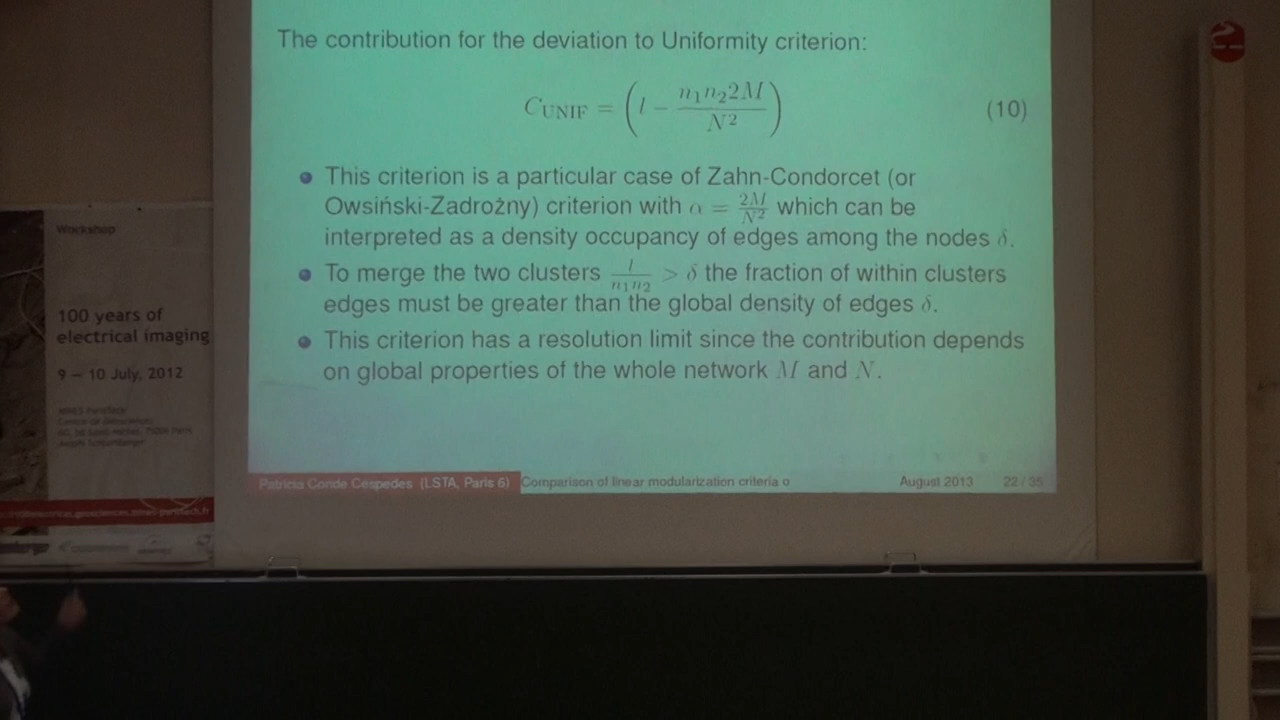 The contribution for the deviation to Uniformity criterion:
C_UNIF = ( l − n₁n₂2M / N² ) (10)
This criterion is a particular case of Zahn-Condorcet (or
Owsiński-Zadrożny) criterion with α = 2M/N² which can be
interpreted as a density occupancy of edges among the nodes δ.
To merge the two clusters l/n₁n₂ > δ the fraction of within clusters
edges must be greater than the global density of edges δ.
This criterion has a resolution limit since the contribution depends
on global properties of the whole network M and N.
Patricia Conde Céspedes (LSTA, Paris 6) Comparison of linear modularization criteria o August 2013 22 / 35
Workshop
100 years of
electrical imaging
9 – 10 July, 2012
75006 Paris